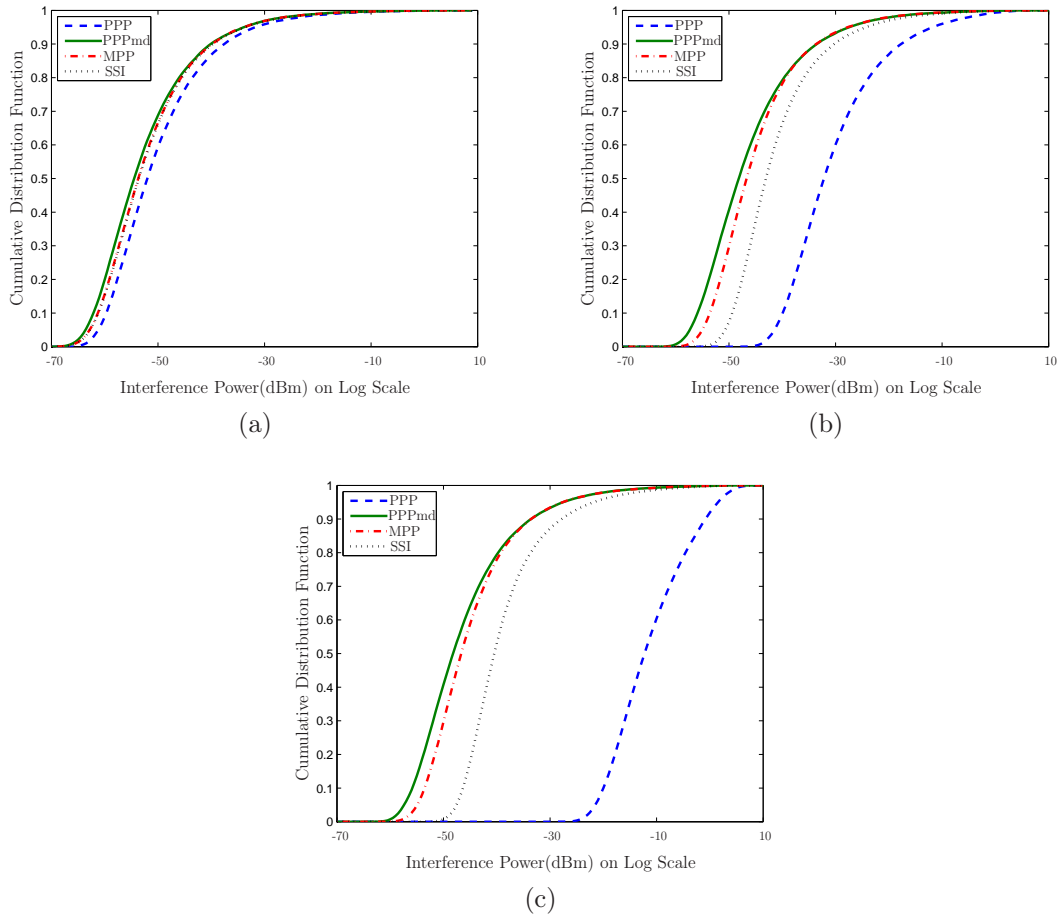 1
0.9
0.8
0.7
0.6
0.5
0.4
0.3
0.2
0.1
0
-70
-50
-30
-10
10
Cumulative Distribution Function
Interference Power(dBm) on Log Scale
PPP
PPPmd
MPP
SSI
(a)
1
0.9
0.8
0.7
0.6
0.5
0.4
0.3
0.2
0.1
0
-70
-50
-30
-10
10
Cumulative Distribution Function
Interference Power(dBm) on Log Scale
PPP
PPPmd
MPP
SSI
(b)
1
0.9
0.8
0.7
0.6
0.5
0.4
0.3
0.2
0.1
0
-70
-50
-30
-10
10
Cumulative Distribution Function
Interference Power(dBm) on Log Scale
PPP
PPPmd
MPP
SSI
(c)